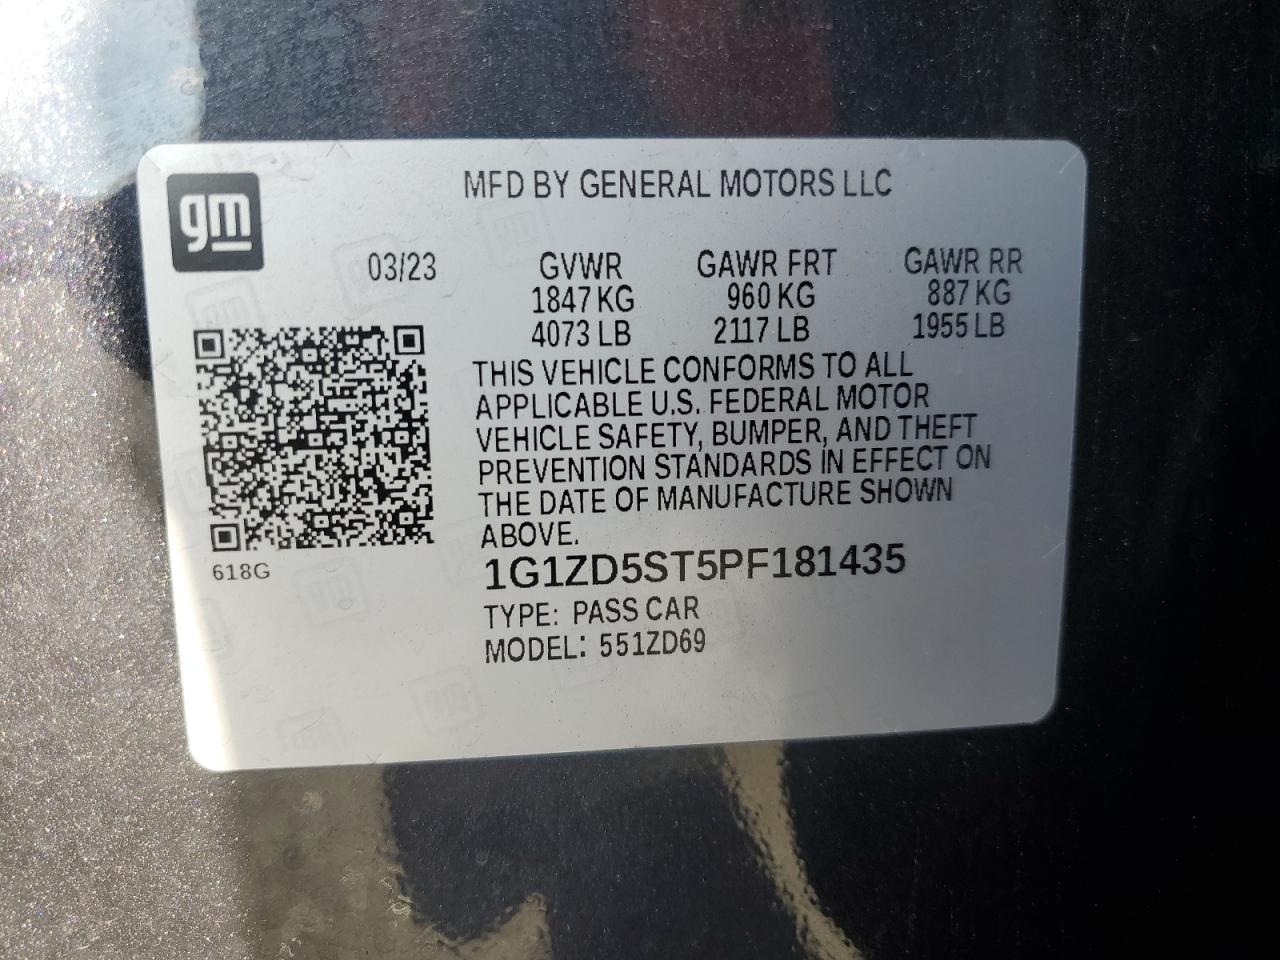 gm
MFD BY GENERAL MOTORS LLC
03/23 GVWR GAWR FRT GAWR RR
1847 KG 960 KG 887 KG
4073 LB 2117 LB 1955 LB
THIS VEHICLE CONFORMS TO ALL
APPLICABLE U.S. FEDERAL MOTOR
VEHICLE SAFETY, BUMPER, AND THEFT
PREVENTION STANDARDS IN EFFECT ON
THE DATE OF MANUFACTURE SHOWN
ABOVE.
618G
1G1ZD5ST5PF181435
TYPE: PASS CAR
MODEL: 551ZD69